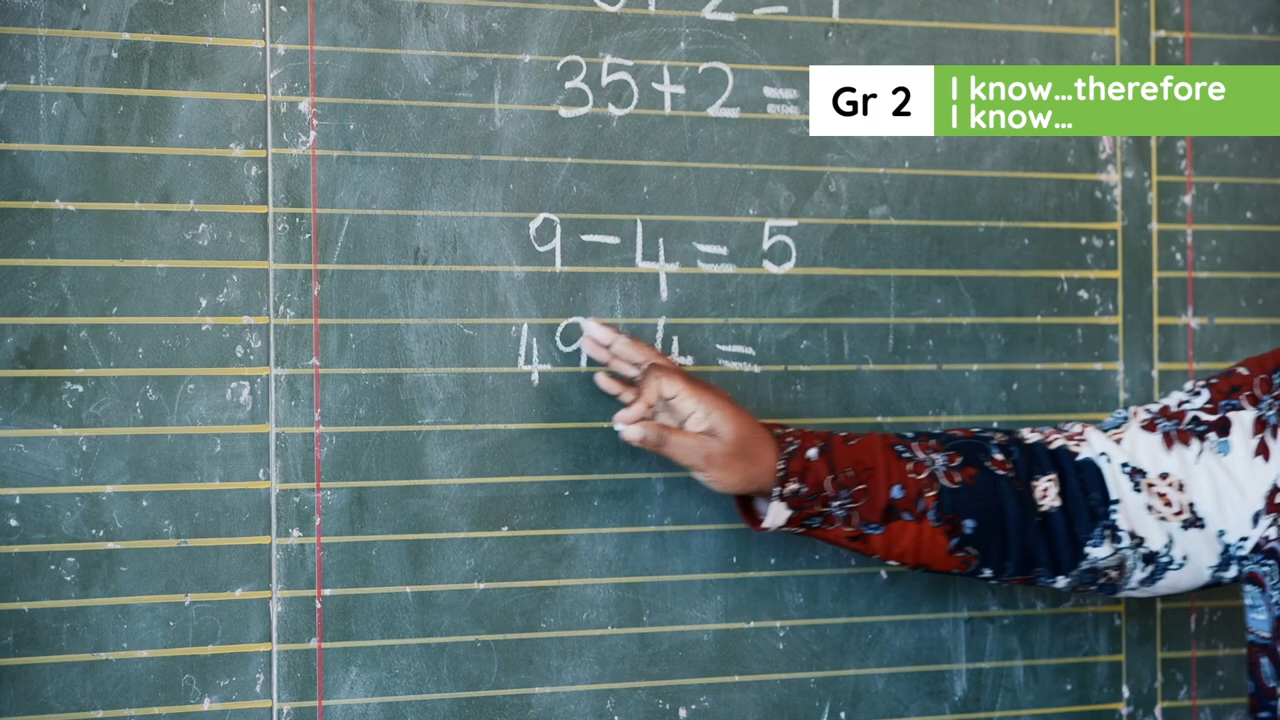 35+2=
Gr 2
I know...therefore
I know...
9-4=5
49 4=